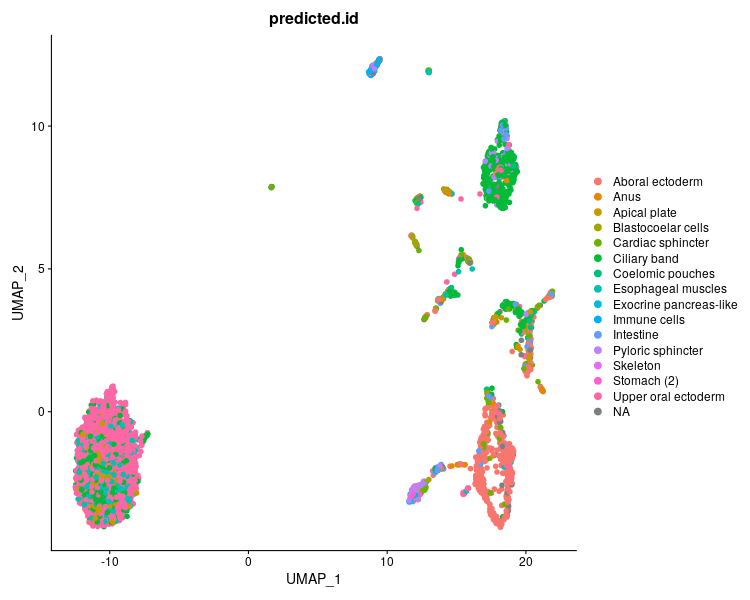 predicted.id
10
5
0
UMAP_2
-10
0
10
20
UMAP_1
Aboral ectoderm
Anus
Apical plate
Blastocoelar cells
Cardiac sphincter
Ciliary band
Coelomic pouches
Esophageal muscles
Exocrine pancreas-like
Immune cells
Intestine
Pyloric sphincter
Skeleton
Stomach (2)
Upper oral ectoderm
NA